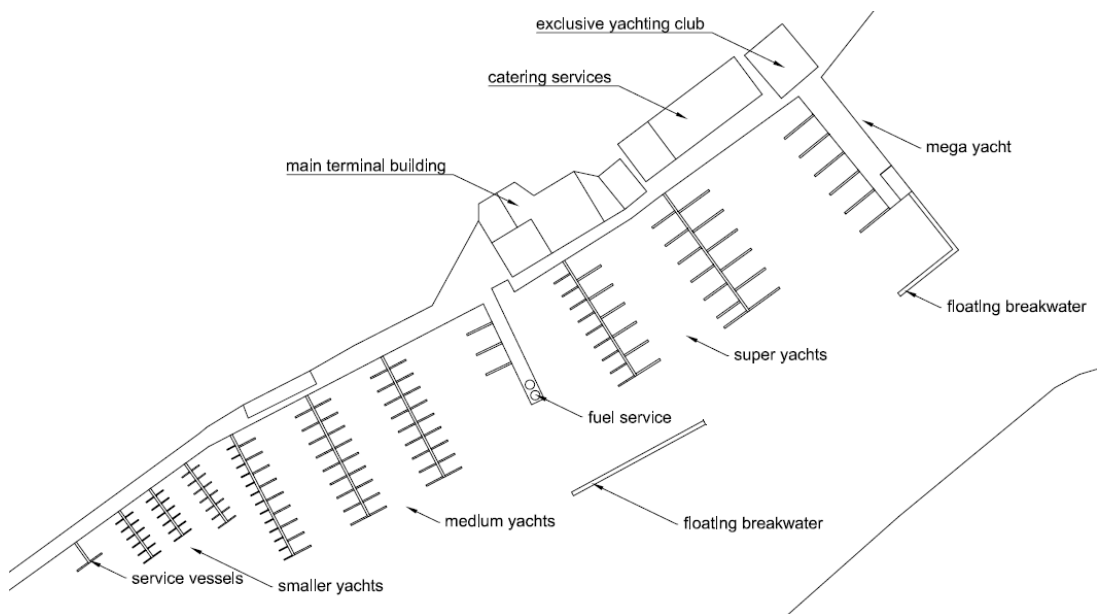 exclusive yachting club
catering services
mega yacht
main terminal building
floating breakwater
super yachts
fuel service
medium yachts
floating breakwater
service vessels
smaller yachts